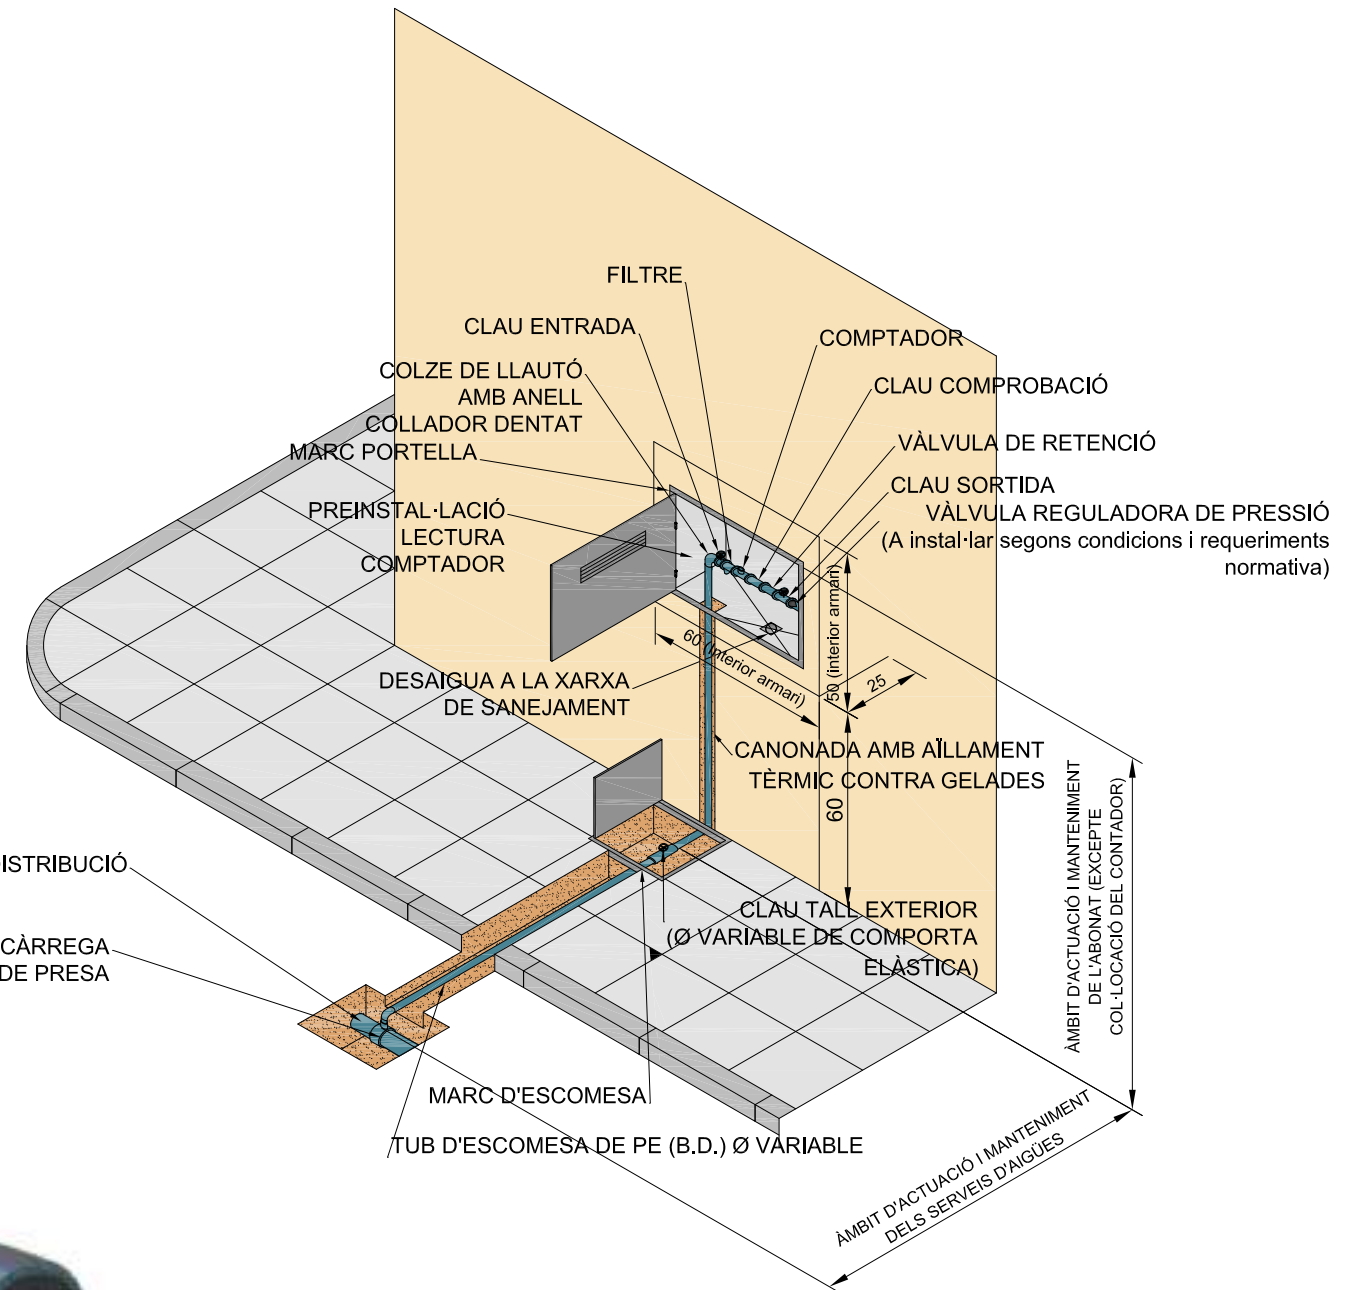 FILTRE
CLAU ENTRADA
COMPTADOR
COLZE DE LLAUTÓ
AMB ANELL
COLLADOR DENTAT
CLAU COMPROBACIÓ
MARC PORTELLA
VÀLVULA DE RETENCIÓ
CLAU SORTIDA
PREINSTAL·LACIÓ
LECTURA
COMPTADOR
VÀLVULA REGULADORA DE PRESSIÓ
(A instal·lar segons condicions i requeriments
normativa)
60 (interior armari)
50 (interior armari)
25
DESAIGUA A LA XARXA
DE SANEJAMENT
CANONADA AMB AÏLLAMENT
TÈRMIC CONTRA GELADES
60
ÀMBIT D'ACTUACIÓ I MANTENIMENT
DE L'ABONAT (EXCEPTE
COL·LOCACIÓ DEL CONTADOR)
DISTRIBUCIÓ
CLAU TALL EXTERIOR
(Ø VARIABLE DE COMPORTA
ELÀSTICA)
CÀRREGA
DE PRESA
MARC D'ESCOMESA
TUB D'ESCOMESA DE PE (B.D.) Ø VARIABLE
ÀMBIT D'ACTUACIÓ I MANTENIMENT
DELS SERVEIS D'AIGÜES